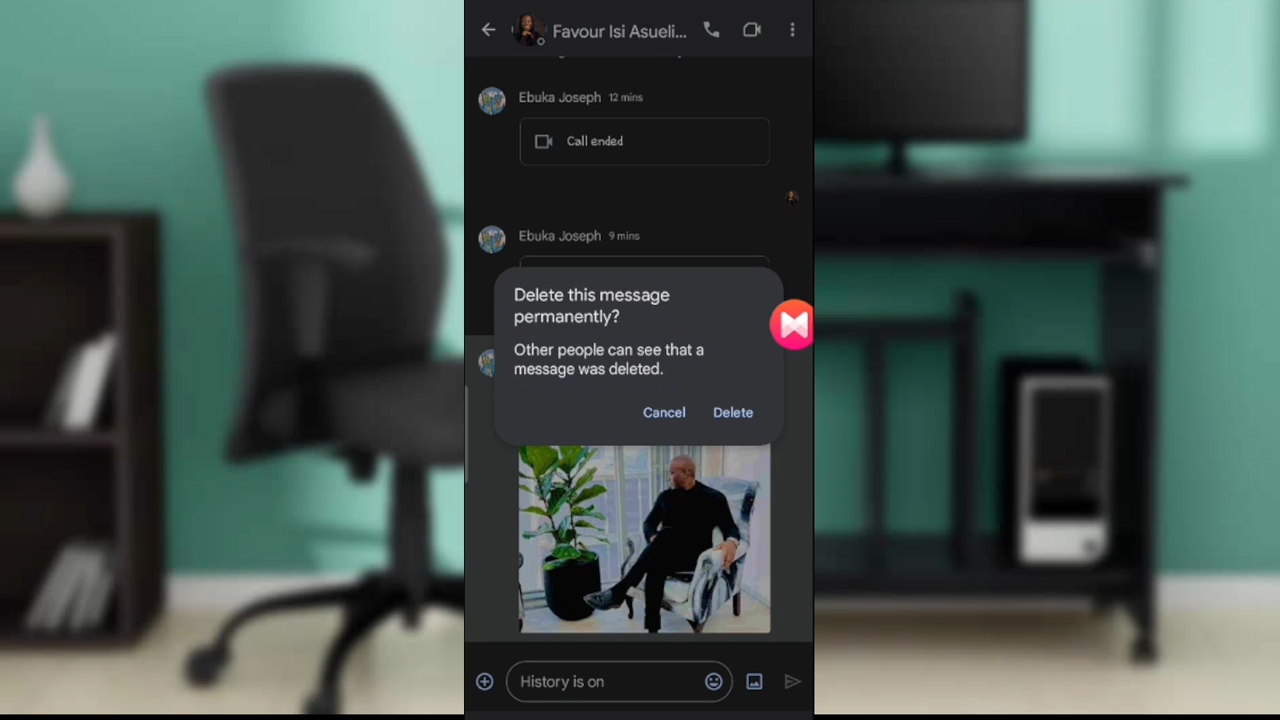 Favour Isi Asueli...
Ebuka Joseph 12 mins
Call ended
Ebuka Joseph 9 mins
Delete this message
permanently?
Other people can see that a
message was deleted.
Cancel Delete
History is on